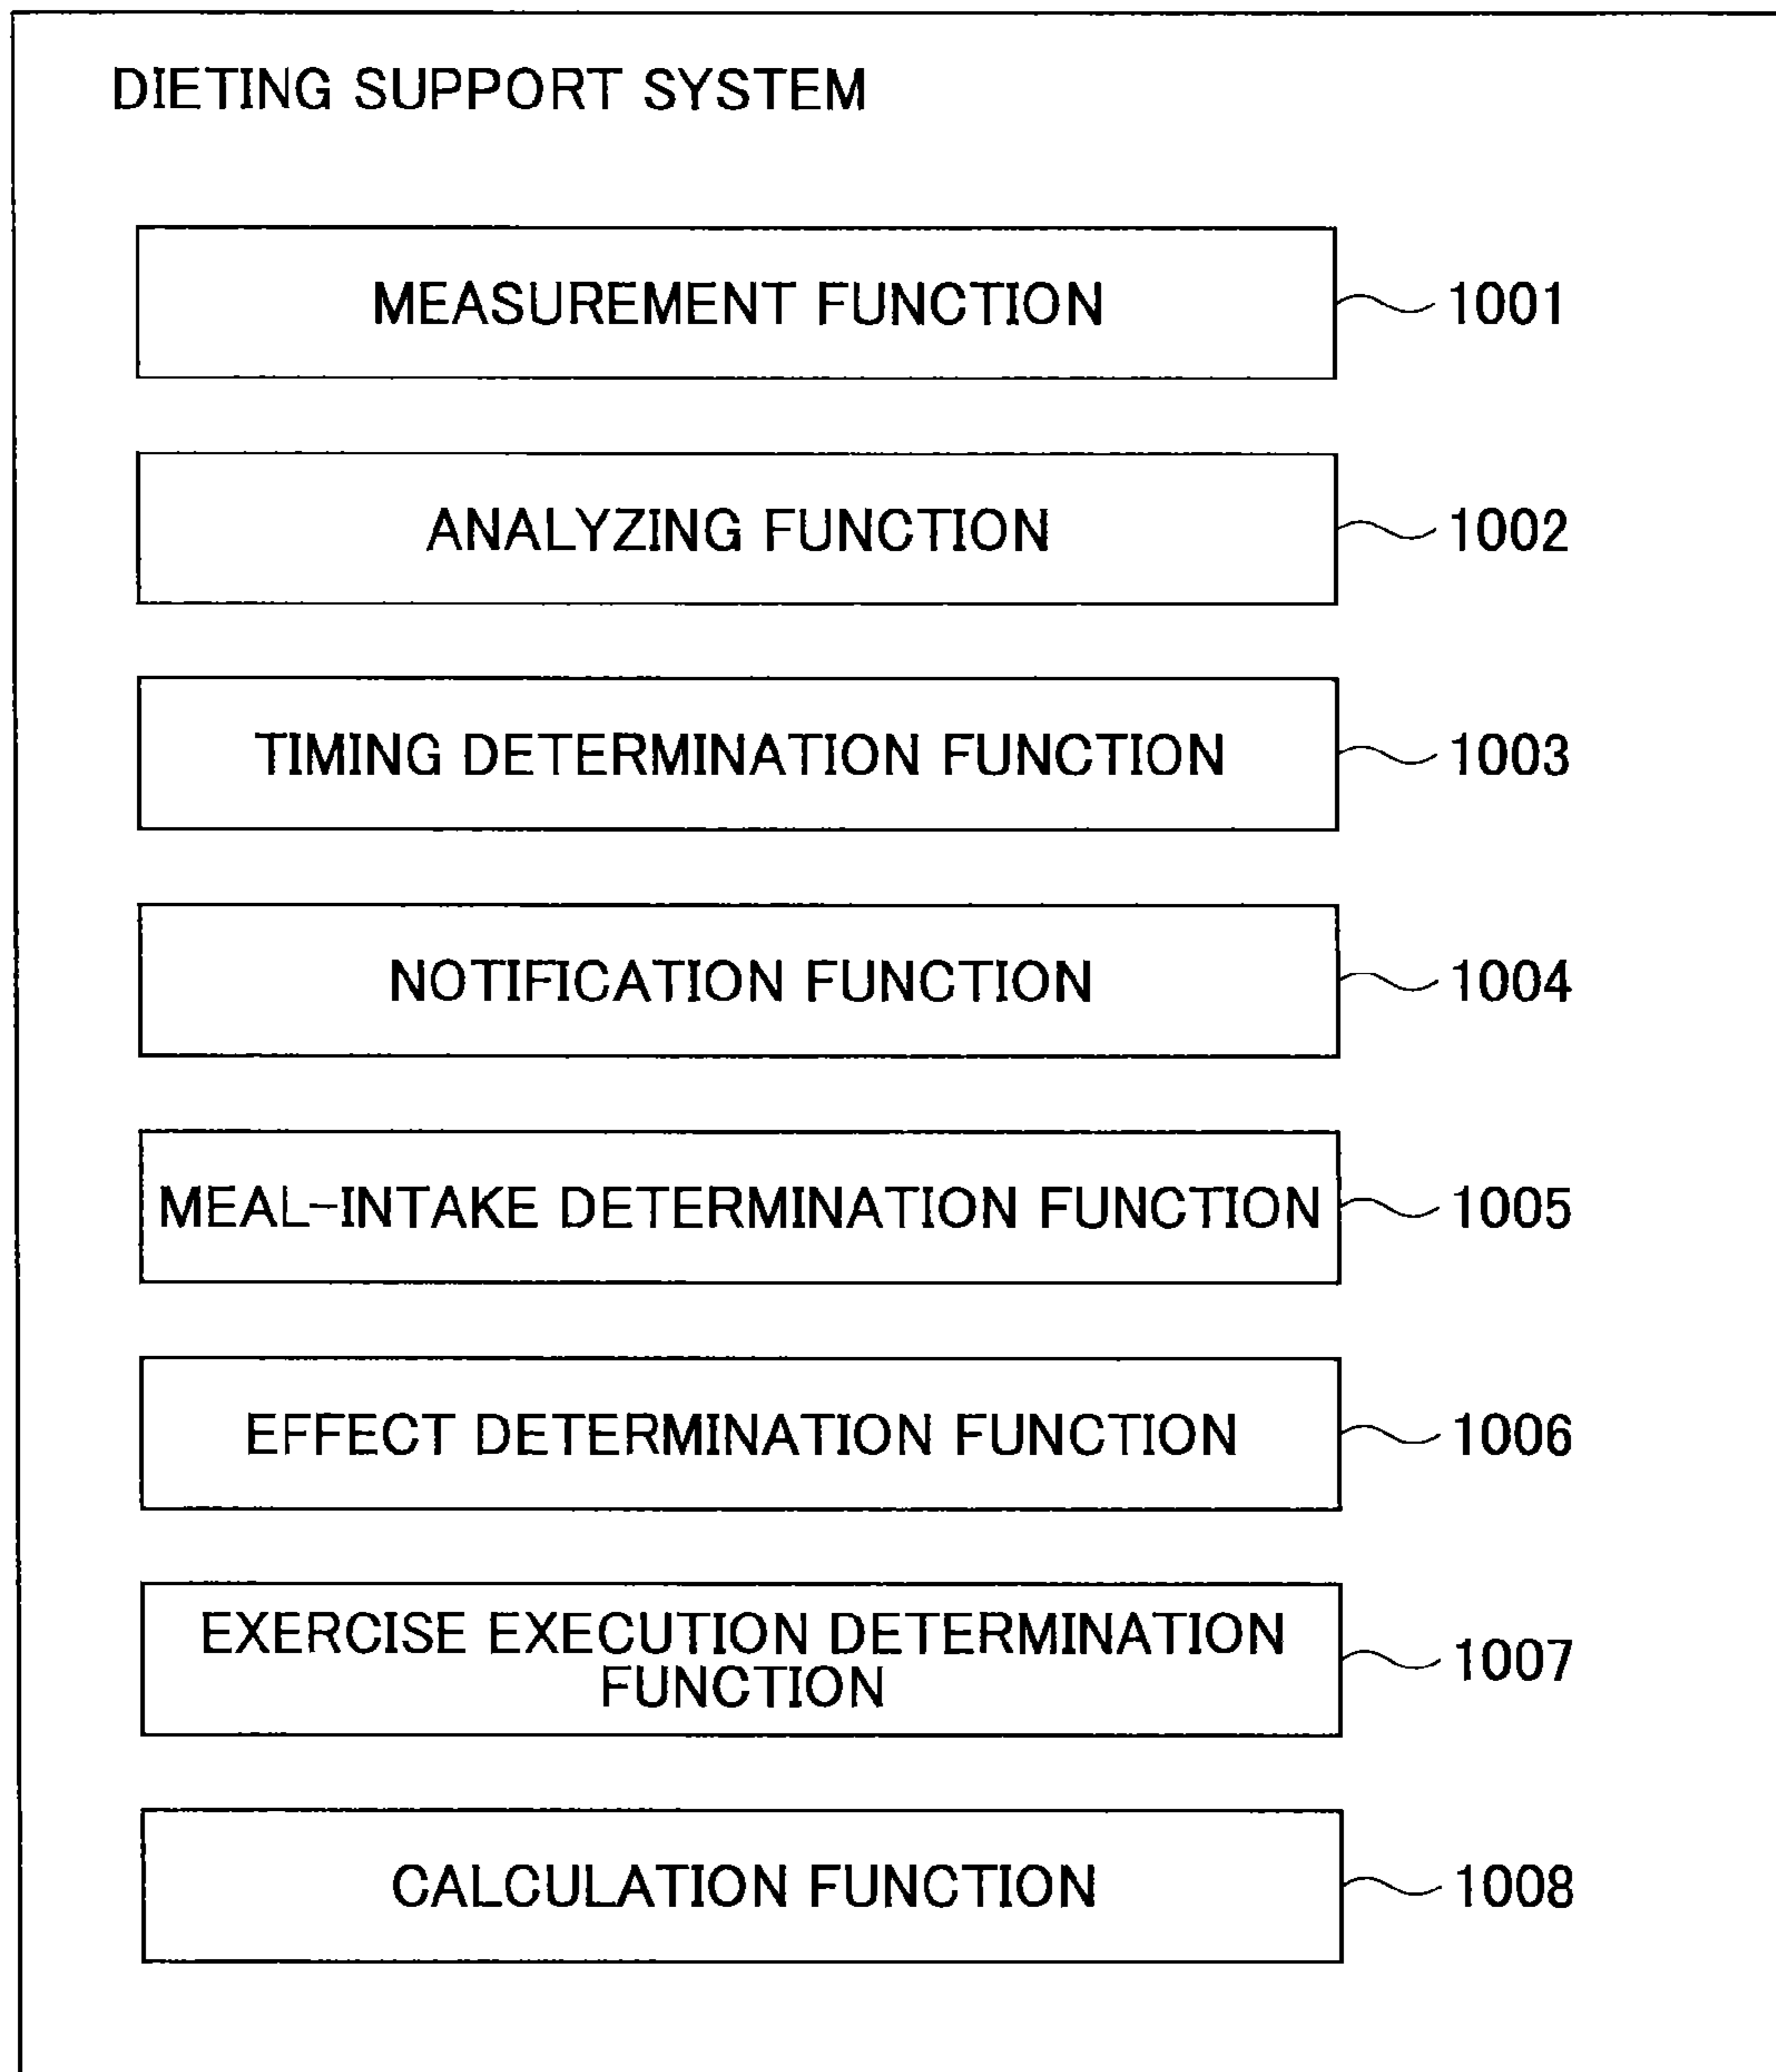 DIETING SUPPORT SYSTEM
MEASUREMENT FUNCTION 1001
ANALYZING FUNCTION 1002
TIMING DETERMINATION FUNCTION 1003
NOTIFICATION FUNCTION 1004
MEAL-INTAKE DETERMINATION FUNCTION 1005
EFFECT DETERMINATION FUNCTION 1006
EXERCISE EXECUTION DETERMINATION
FUNCTION 1007
CALCULATION FUNCTION 1008